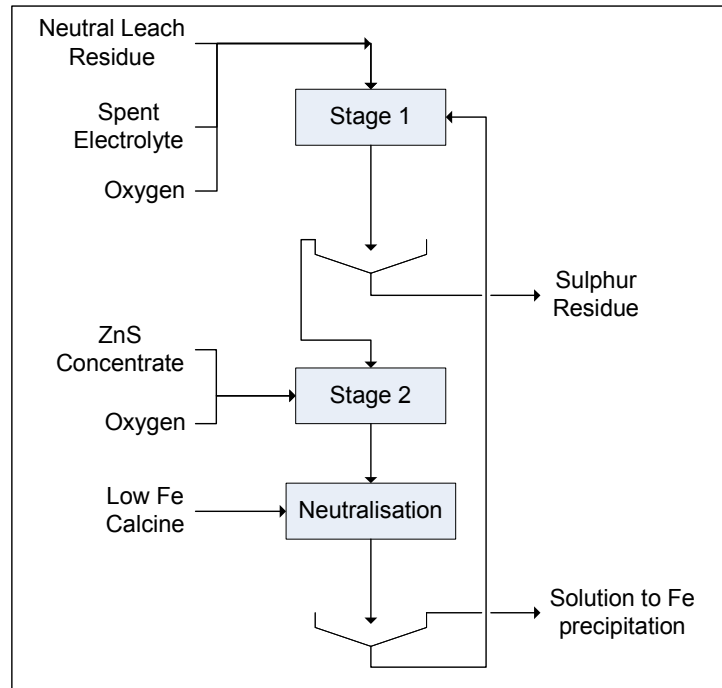 Neutral Leach
Residue
Spent
Electrolyte
Oxygen
Stage 1
Sulphur
Residue
ZnS
Concentrate
Oxygen
Stage 2
Low Fe
Calcine
Neutralisation
Solution to Fe
precipitation